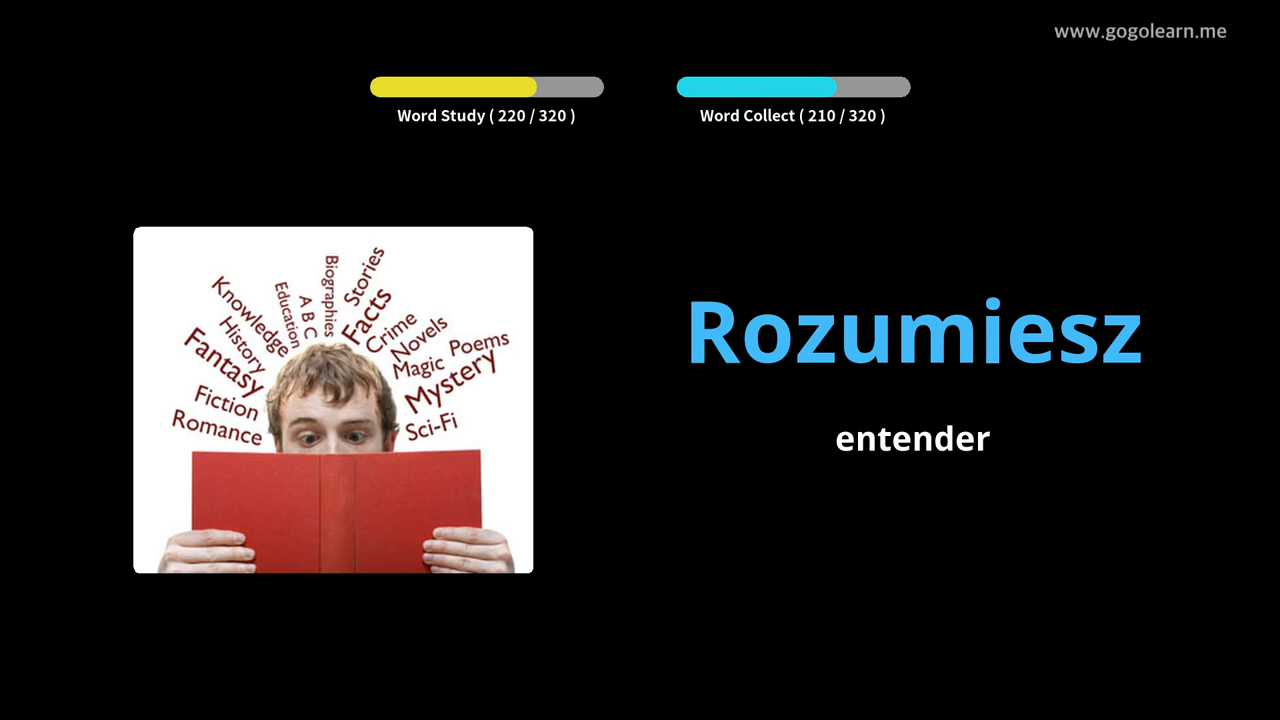 www.gogolearn.me
Word Study ( 220 / 320 )
Word Collect ( 210 / 320 )
Knowledge
History
Fantasy
Fiction
Romance
Education
A B C
Biographies
Stories
Facts
Crime
Novels
Magic
Poems
Mystery
Sci-Fi
Rozumiesz
entender